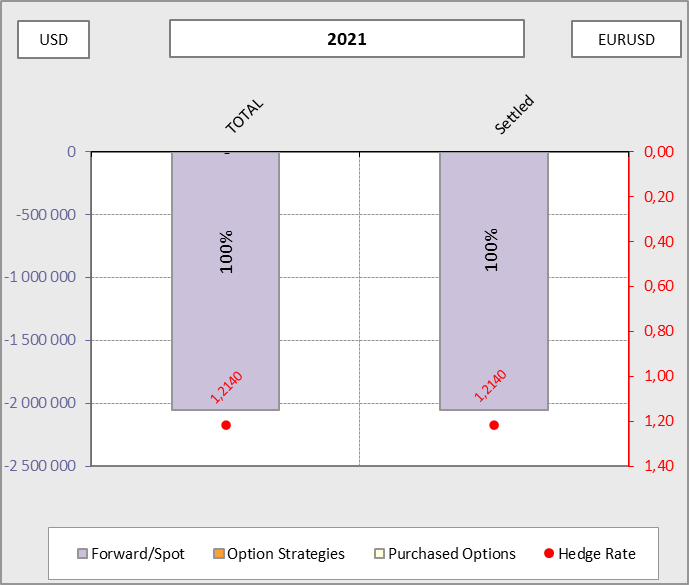 USD
2021
EURUSD
TOTAL
Settled
0
-500 000
-1 000 000
-1 500 000
-2 000 000
-2 500 000
0,00
0,20
0,40
0,60
0,80
1,00
1,20
1,40
-
100%
100%
1,2140
1,2140
Forward/Spot
Option Strategies
Purchased Options
Hedge Rate